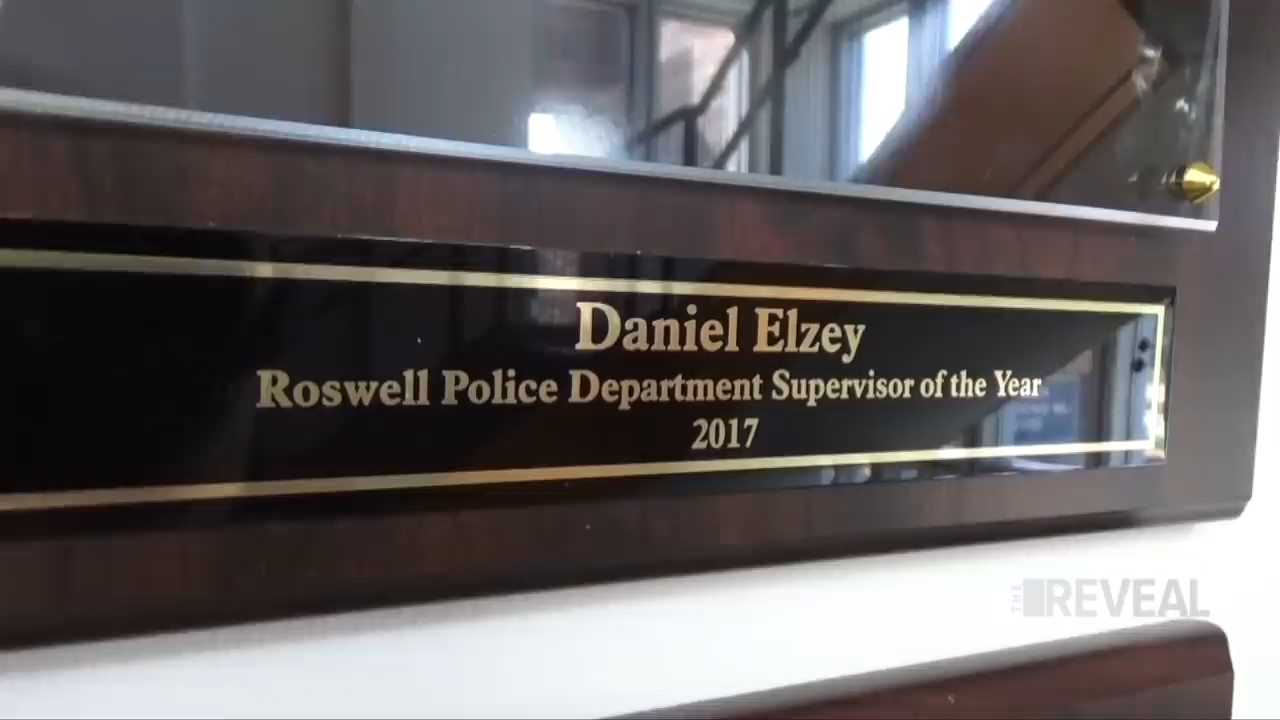 Daniel Elzey
Roswell Police Department Supervisor of the Year
2017
THE REVEAL